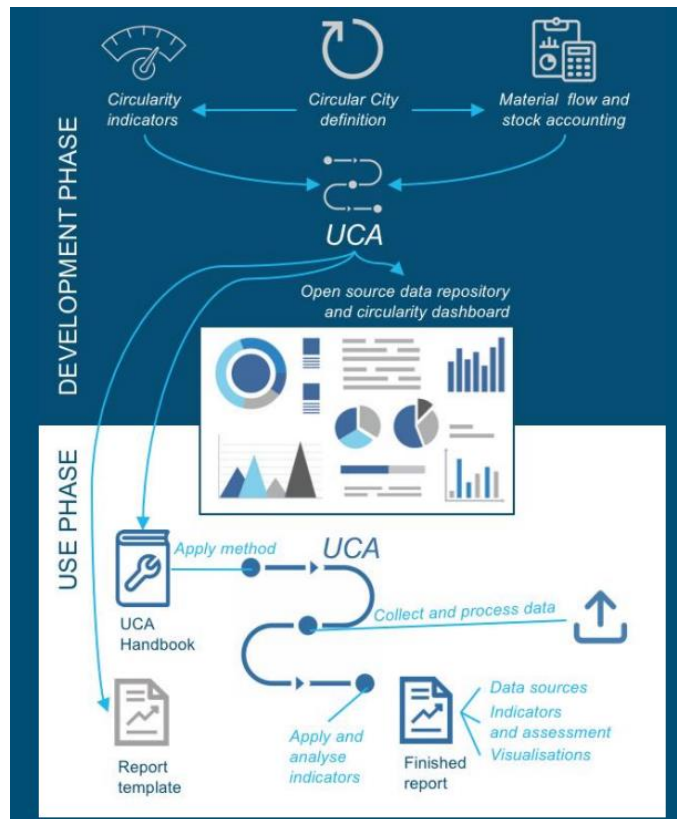 DEVELOPMENT PHASE
Circularity
indicators
Circular City
definition
Material flow and
stock accounting
UCA
Open source data repository
and circularity dashboard
USE PHASE
Apply method
UCA
UCA
Handbook
Collect and process data
Report
template
Apply and
analyse
indicators
Finished
report
Data sources
Indicators
and assessment
Visualisations